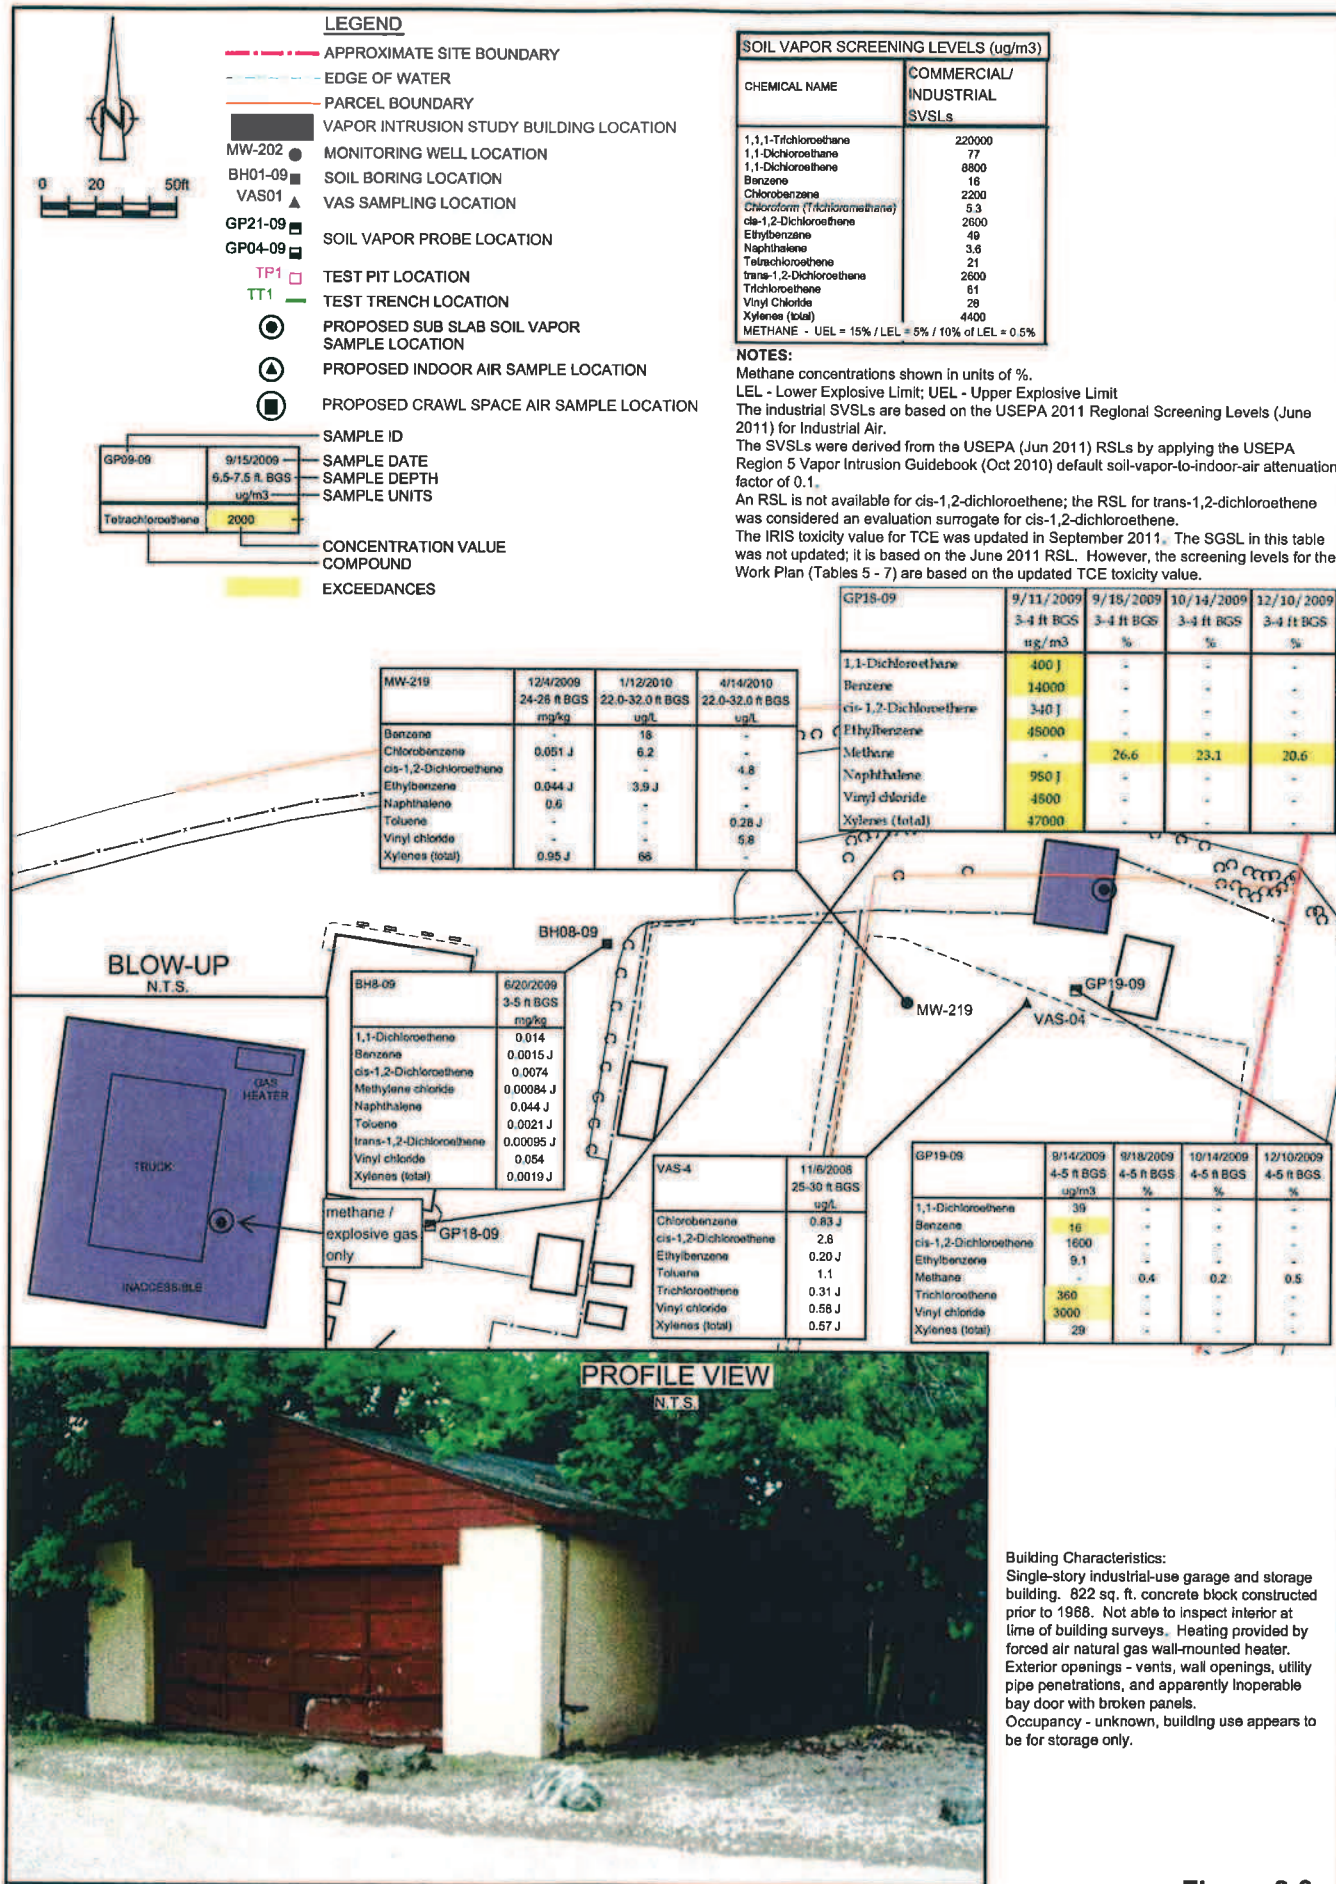 LEGEND
APPROXIMATE SITE BOUNDARY
EDGE OF WATER
PARCEL BOUNDARY
VAPOR INTRUSION STUDY BUILDING LOCATION
MW-202 MONITORING WELL LOCATION
BH01-09 SOIL BORING LOCATION
VAS01 VAS SAMPLING LOCATION
GP21-09
GP04-09
SOIL VAPOR PROBE LOCATION
TP1 TEST PIT LOCATION
TT1 TEST TRENCH LOCATION
PROPOSED SUB SLAB SOIL VAPOR
SAMPLE LOCATION
PROPOSED INDOOR AIR SAMPLE LOCATION
PROPOSED CRAWL SPACE AIR SAMPLE LOCATION
N
0 20 50ft
SAMPLE ID
GP09-09 9/15/2009 SAMPLE DATE
6.5-7.5 ft. BGS SAMPLE DEPTH
ug/m3 SAMPLE UNITS
Tetrachloroethene 2000
CONCENTRATION VALUE
COMPOUND
EXCEEDANCES
SOIL VAPOR SCREENING LEVELS (ug/m3)
CHEMICAL NAME COMMERCIAL/
INDUSTRIAL
SVSLs
1,1,1-Trichloroethane 220000
1,1-Dichloroethane 77
1,1-Dichloroethene 8800
Benzene 16
Chlorobenzene 2200
Chloroform (Trichloromethane) 5.3
cis-1,2-Dichloroethene 2600
Ethylbenzene 49
Naphthalene 3.6
Tetrachloroethene 21
trans-1,2-Dichloroethene 2600
Trichloroethene 61
Vinyl Chloride 28
Xylenes (total) 4400
METHANE - UEL = 15% / LEL = 5% / 10% of LEL = 0.5%
NOTES:
Methane concentrations shown in units of %.
LEL - Lower Explosive Limit; UEL - Upper Explosive Limit
The industrial SVSLs are based on the USEPA 2011 Regional Screening Levels (June
2011) for Industrial Air.
The SVSLs were derived from the USEPA (Jun 2011) RSLs by applying the USEPA
Region 5 Vapor Intrusion Guidebook (Oct 2010) default soil-vapor-to-indoor-air attenuation
factor of 0.1.
An RSL is not available for cis-1,2-dichloroethene; the RSL for trans-1,2-dichloroethene
was considered an evaluation surrogate for cis-1,2-dichloroethene.
The IRIS toxicity value for TCE was updated in September 2011. The SGSL in this table
was not updated; it is based on the June 2011 RSL. However, the screening levels for the
Work Plan (Tables 5 - 7) are based on the updated TCE toxicity value.
GP18-09 9/11/2009 9/18/2009 10/14/2009 12/10/2009
3-4 ft BGS 3-4 ft BGS 3-4 ft BGS 3-4 ft BGS
ug/m3 % % %
1,1-Dichloroethane 400 J - - -
Benzene 14000 - - -
cis-1,2-Dichloroethene 340 J - - -
Ethylbenzene 48000 - - -
Methane - 26.6 23.1 20.6
Naphthalene 950 J - - -
Vinyl chloride 4500 - - -
Xylenes (total) 47000 - - -
MW-219 12/4/2009 1/12/2010 4/14/2010
24-26 ft BGS 22.0-32.0 ft BGS 22.0-32.0 ft BGS
mg/kg ug/L ug/L
Benzene - 18 -
Chlorobenzene 0.051 J 6.2 -
cis-1,2-Dichloroethene - - 4.8
Ethylbenzene 0.044 J 3.9 J -
Naphthalene 0.6 - -
Toluene - - 0.28 J
Vinyl chloride - - 5.8
Xylenes (total) 0.95 J 66 -
BLOW-UP
N.T.S.
GAS
HEATER
TRUCK
INACCESSIBLE
BH08-09
BH8-09 6/20/2009
3-5 ft BGS
mg/kg
1,1-Dichloroethene 0.014
Benzene 0.0015 J
cis-1,2-Dichloroethene 0.0074
Methylene chloride 0.00084 J
Naphthalene 0.044 J
Toluene 0.0021 J
trans-1,2-Dichloroethene 0.00095 J
Vinyl chloride 0.054
Xylenes (total) 0.0019 J
methane /
explosive gas
only
GP18-09
MW-219
VAS-04
GP19-09
VAS-4 11/6/2008
25-30 ft BGS
ug/L
Chlorobenzene 0.83 J
cis-1,2-Dichloroethene 2.6
Ethylbenzene 0.20 J
Toluene 1.1
Trichloroethene 0.31 J
Vinyl chloride 0.58 J
Xylenes (total) 0.57 J
GP19-09 9/14/2009 9/18/2009 10/14/2009 12/10/2009
4-5 ft BGS 4-5 ft BGS 4-5 ft BGS 4-5 ft BGS
ug/m3 % % %
1,1-Dichloroethene 39 - - -
Benzene 16 - - -
cis-1,2-Dichloroethene 1600 - - -
Ethylbenzene 9.1 - - -
Methane - 0.4 0.2 0.5
Trichloroethene 360 - - -
Vinyl chloride 3000 - - -
Xylenes (total) 29 - - -
PROFILE VIEW
N.T.S.
Building Characteristics:
Single-story industrial-use garage and storage
building. 822 sq. ft. concrete block constructed
prior to 1968. Not able to inspect interior at
time of building surveys. Heating provided by
forced air natural gas wall-mounted heater.
Exterior openings - vents, wall openings, utility
pipe penetrations, and apparently inoperable
bay door with broken panels.
Occupancy - unknown, building use appears to
be for storage only.